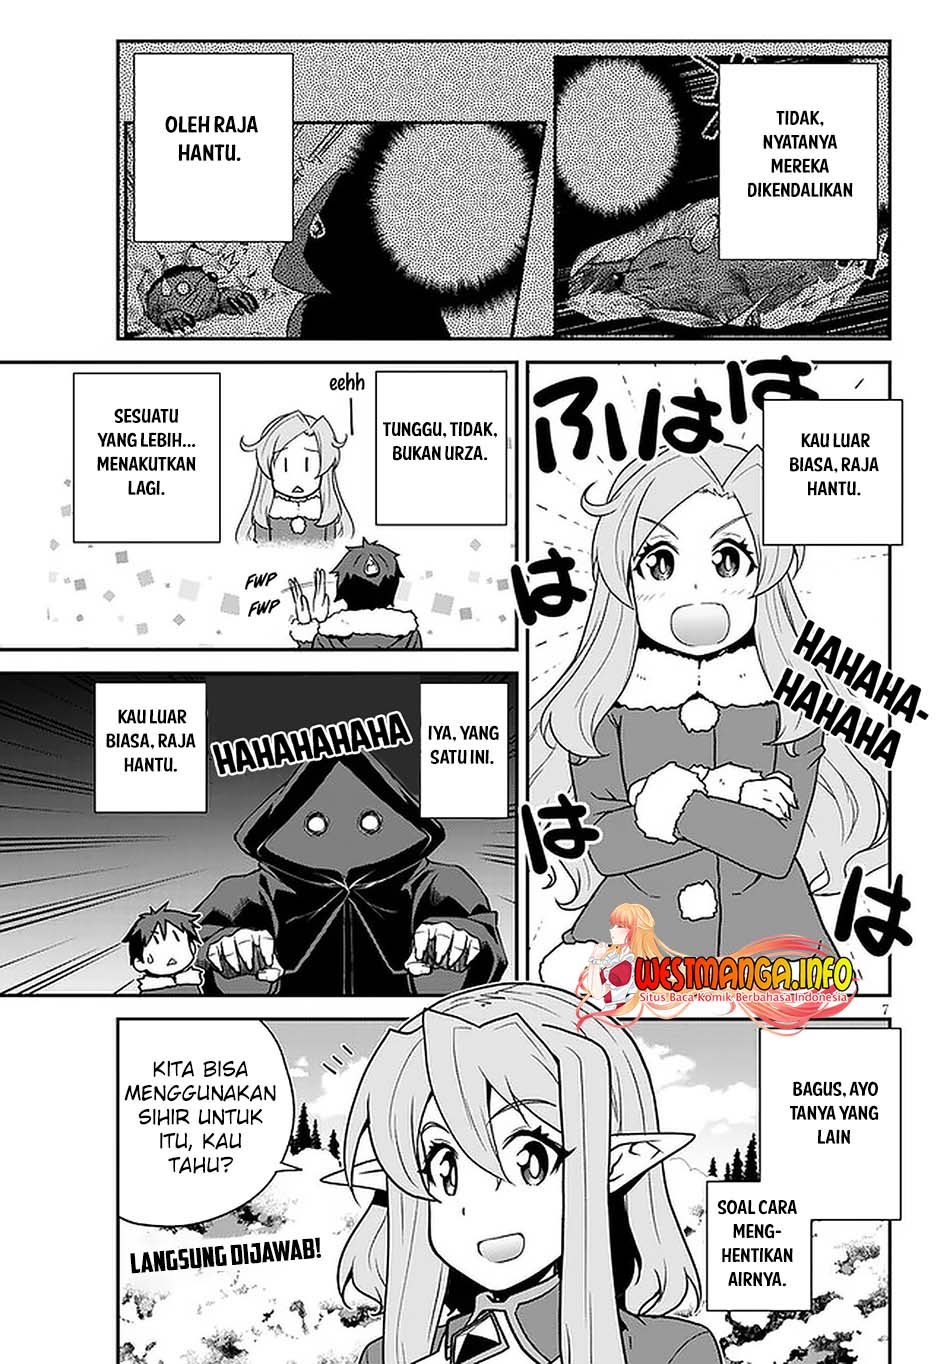 TIDAK,
NYATANYA
MEREKA
DIKENDALIKAN
OLEH RAJA
HANTU.
KAU LUAR
BIASA, RAJA
HANTU.
ふはは
は
は
は
HAHAHA-
HAHAHA
eehh
TUNGGU, TIDAK,
BUKAN URZA.
SESUATU
YANG LEBIH...
MENAKUTKAN
LAGI.
FWP
FWP
IYA, YANG
SATU INI.
HAHAHAHAHA
KAU LUAR
BIASA, RAJA
HANTU.
WESTMANGA.INFO
Situs Baca Komik Berbahasa Indonesia
7
BAGUS, AYO
TANYA YANG
LAIN
SOAL CARA
MENG-
HENTIKAN
AIRNYA.
KITA BISA
MENGGUNAKAN
SIHIR UNTUK
ITU, KAU
TAHU?
LANGSUNG DIJAWAB!